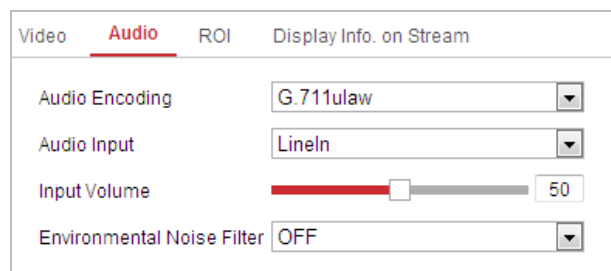 Video Audio ROI Display Info. on Stream
Audio Encoding G.711ulaw
Audio Input LineIn
Input Volume 50
Environmental Noise Filter OFF